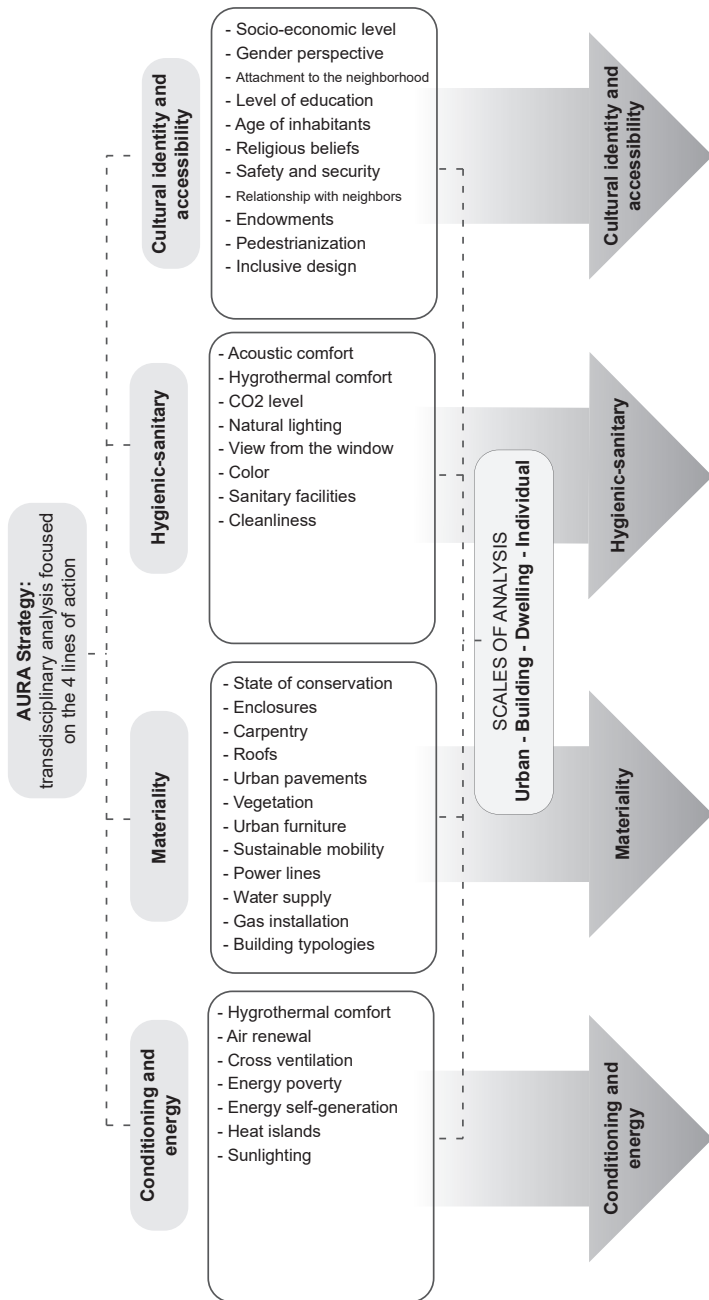 AURA Strategy:
transdisciplinary analysis focused
on the 4 lines of action
Cultural identity and
accessibility
- Socio-economic level
- Gender perspective
- Attachment to the neighborhood
- Level of education
- Age of inhabitants
- Religious beliefs
- Safety and security
- Relationship with neighbors
- Endowments
- Pedestrianization
- Inclusive design
Cultural identity and
accessibility
Hygienic-sanitary
- Acoustic comfort
- Hygrothermal comfort
- CO2 level
- Natural lighting
- View from the window
- Color
- Sanitary facilities
- Cleanliness
Hygienic-sanitary
SCALES OF ANALYSIS
Urban - Building - Dwelling - Individual
Materiality
- State of conservation
- Enclosures
- Carpentry
- Roofs
- Urban pavements
- Vegetation
- Urban furniture
- Sustainable mobility
- Power lines
- Water supply
- Gas installation
- Building typologies
Materiality
Conditioning and
energy
- Hygrothermal comfort
- Air renewal
- Cross ventilation
- Energy poverty
- Energy self-generation
- Heat islands
- Sunlighting
Conditioning and
energy